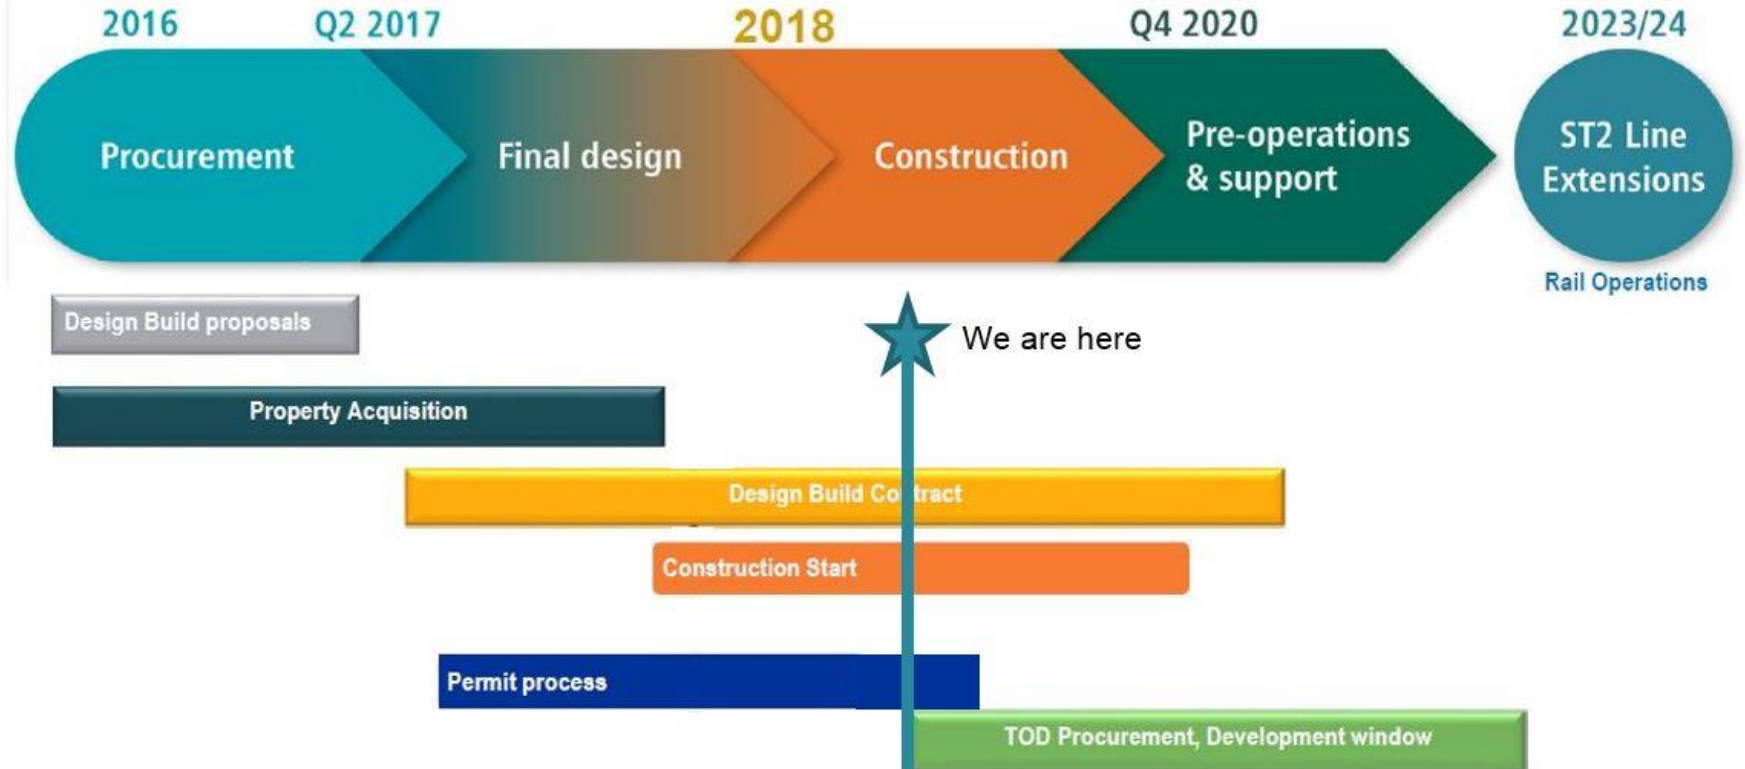 2016
Q2 2017
2018
Q4 2020
2023/24
Procurement
Final design
Construction
Pre-operations
& support
ST2 Line
Extensions
Rail Operations
Design Build proposals
We are here
Property Acquisition
Design Build Contract
Construction Start
Permit process
TOD Procurement, Development window